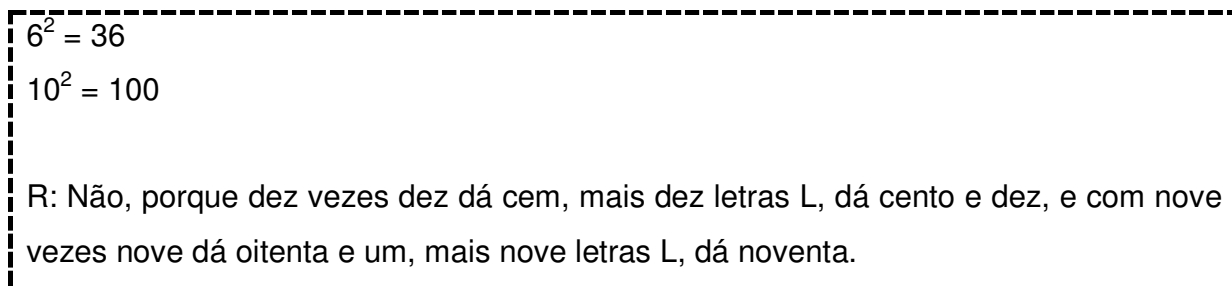 6² = 36
10² = 100
R: Não, porque dez vezes dez dá cem, mais dez letras L, dá cento e dez, e com nove
vezes nove dá oitenta e um, mais nove letras L, dá noventa.